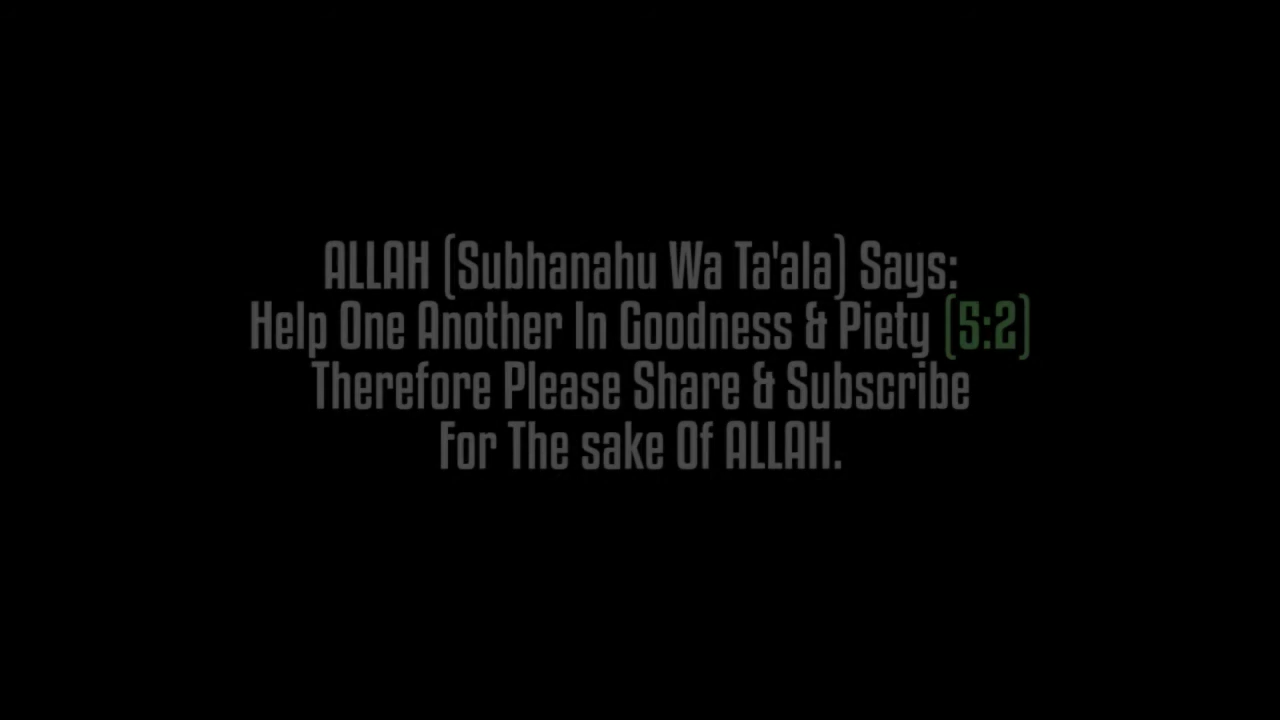 ALLAH (Subhanahu Wa Ta'ala) Says:
Help One Another In Goodness & Piety (5:2)
Therefore Please Share & Subscribe
For The sake Of ALLAH.